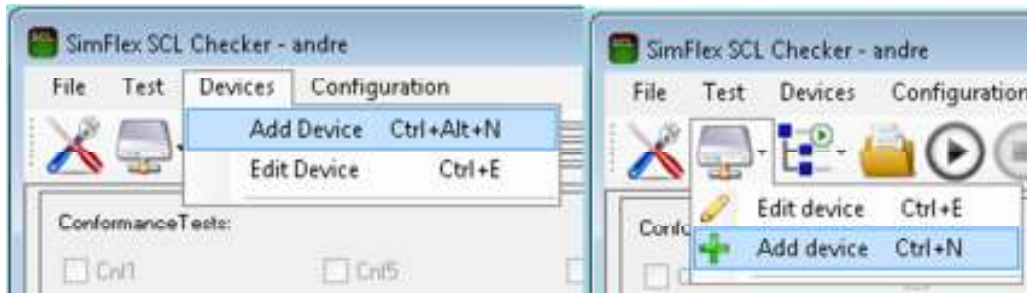 SimFlex SCL Checker - andre
File Test Devices Configuration
Add Device Ctrl+Alt+N
Edit Device Ctrl+E
ConformanceTests:
Cnf1 Cnf5
SimFlex SCL Checker - andre
File Test Devices Configuration
Edit device Ctrl+E
Add device Ctrl+N